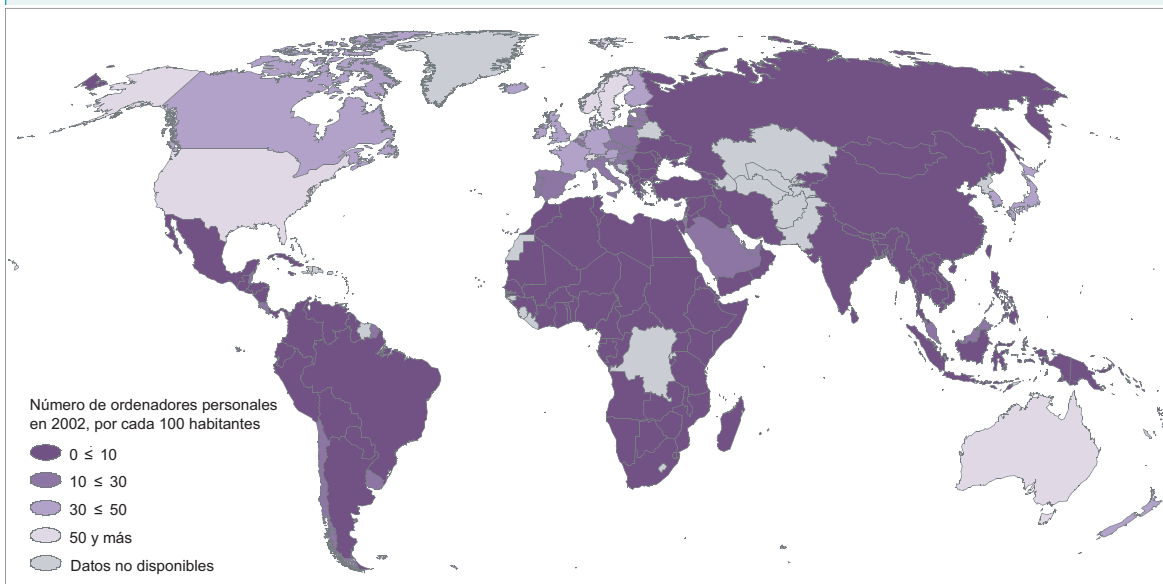 Número de ordenadores personales
en 2002, por cada 100 habitantes
0 ≤ 10
10 ≤ 30
30 ≤ 50
50 y más
Datos no disponibles